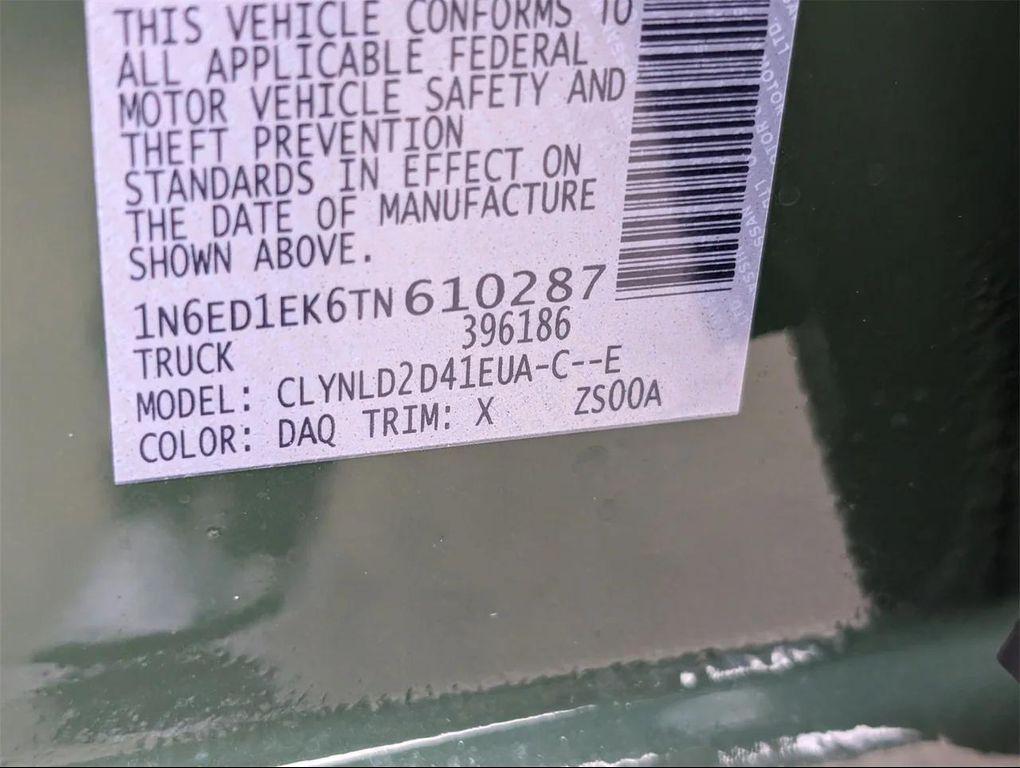 THIS VEHICLE CONFORMS TO
ALL APPLICABLE FEDERAL
MOTOR VEHICLE SAFETY AND
THEFT PREVENTION
STANDARDS IN EFFECT ON
THE DATE OF MANUFACTURE
SHOWN ABOVE.
1N6ED1EK6TN610287
TRUCK 396186
MODEL: CLYNLD2D41EUA-C--E
COLOR: DAQ TRIM: X ZS00A